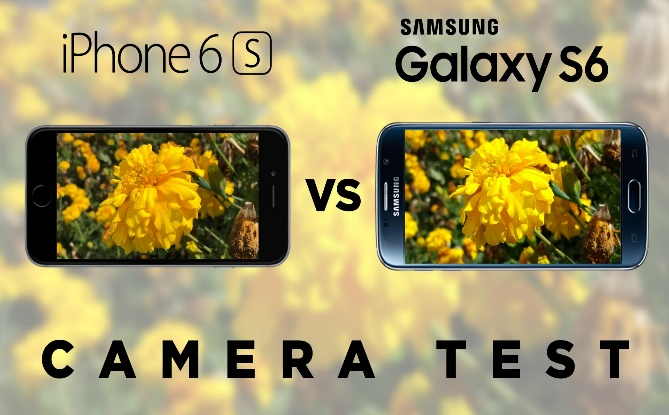 iPhone 6 S
SAMSUNG
Galaxy S6
SAMSUNG
VS
CAMERA TEST